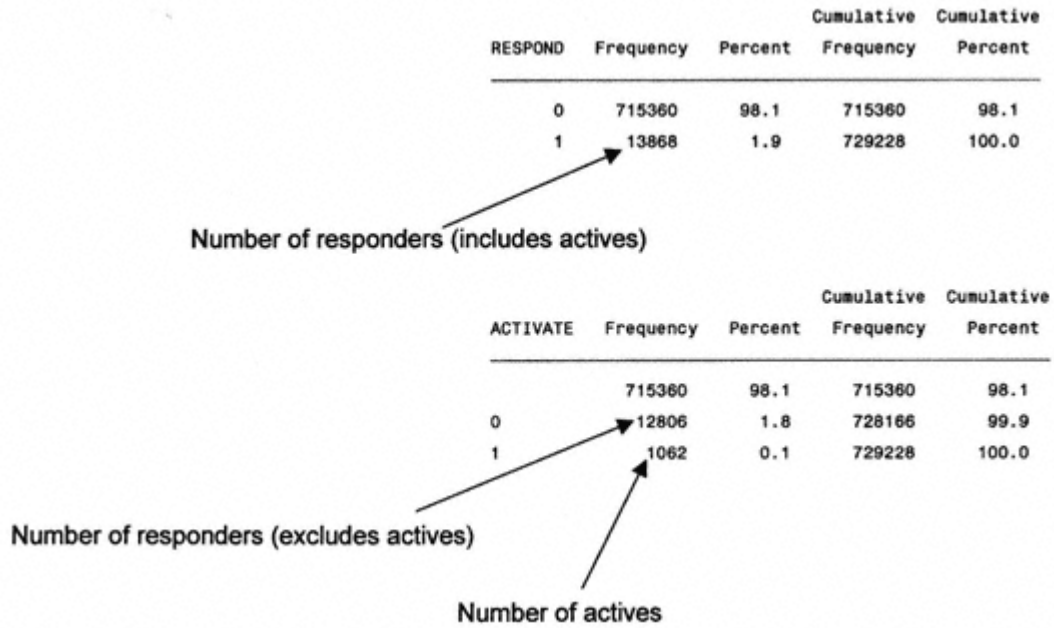 Cumulative Cumulative
RESPOND Frequency Percent Frequency Percent
0 715360 98.1 715360 98.1
1 13868 1.9 729228 100.0
Number of responders (includes actives)
Cumulative Cumulative
ACTIVATE Frequency Percent Frequency Percent
715360 98.1 715360 98.1
0 12806 1.8 728166 99.9
1 1062 0.1 729228 100.0
Number of responders (excludes actives)
Number of actives